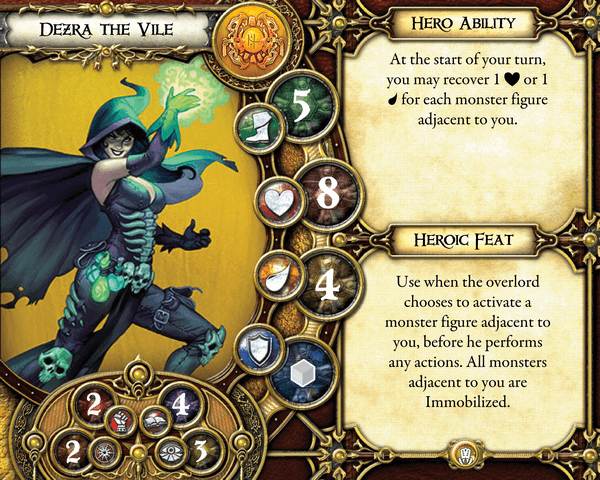 Dezra the Vile
5
8
4
2
4
2
3
Hero Ability
At the start of your turn,
you may recover 1 ♥ or 1
for each monster figure
adjacent to you.
Heroic Feat
Use when the overlord
chooses to activate a
monster figure adjacent to
you, before he performs
any actions. All monsters
adjacent to you are
Immobilized.